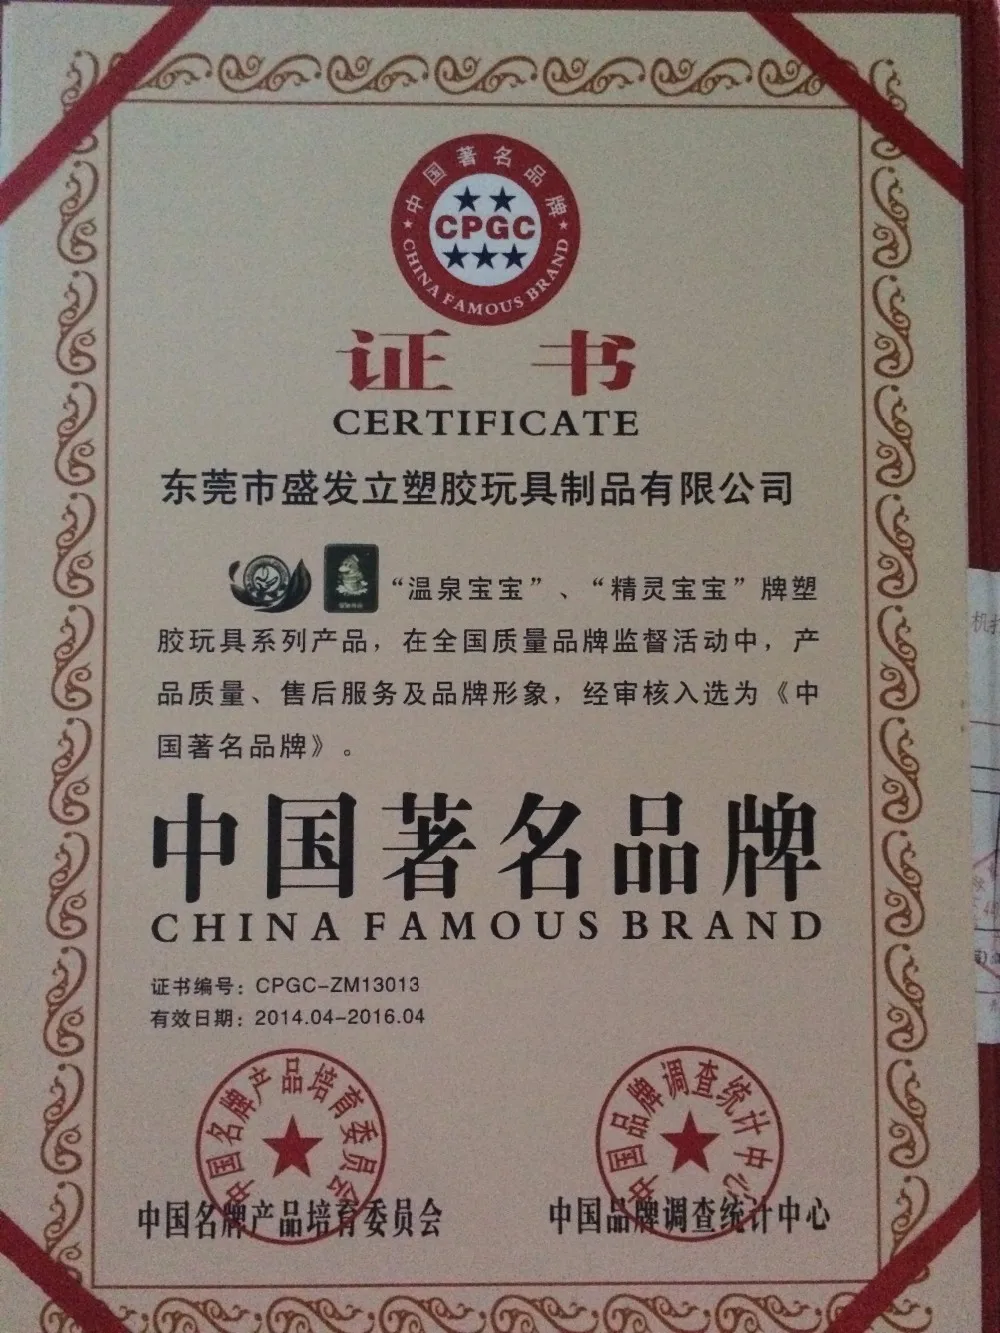 中国著名品牌
CPGC
CHINA FAMOUS BRAND
证 书
CERTIFICATE
东莞市盛发立塑胶玩具制品有限公司
“温泉宝宝”、“精灵宝宝”牌塑
胶玩具系列产品，在全国质量品牌监督活动中，产
品质量、售后服务及品牌形象，经审核入选为《中
国著名品牌》。
中国著名品牌
CHINA FAMOUS BRAND
证书编号：CPGC-ZM13013
有效日期：2014.04-2016.04
中国名牌产品培育委员会
中国品牌调查统计中心
中国名牌产品培育委员会
中国品牌调查统计中心